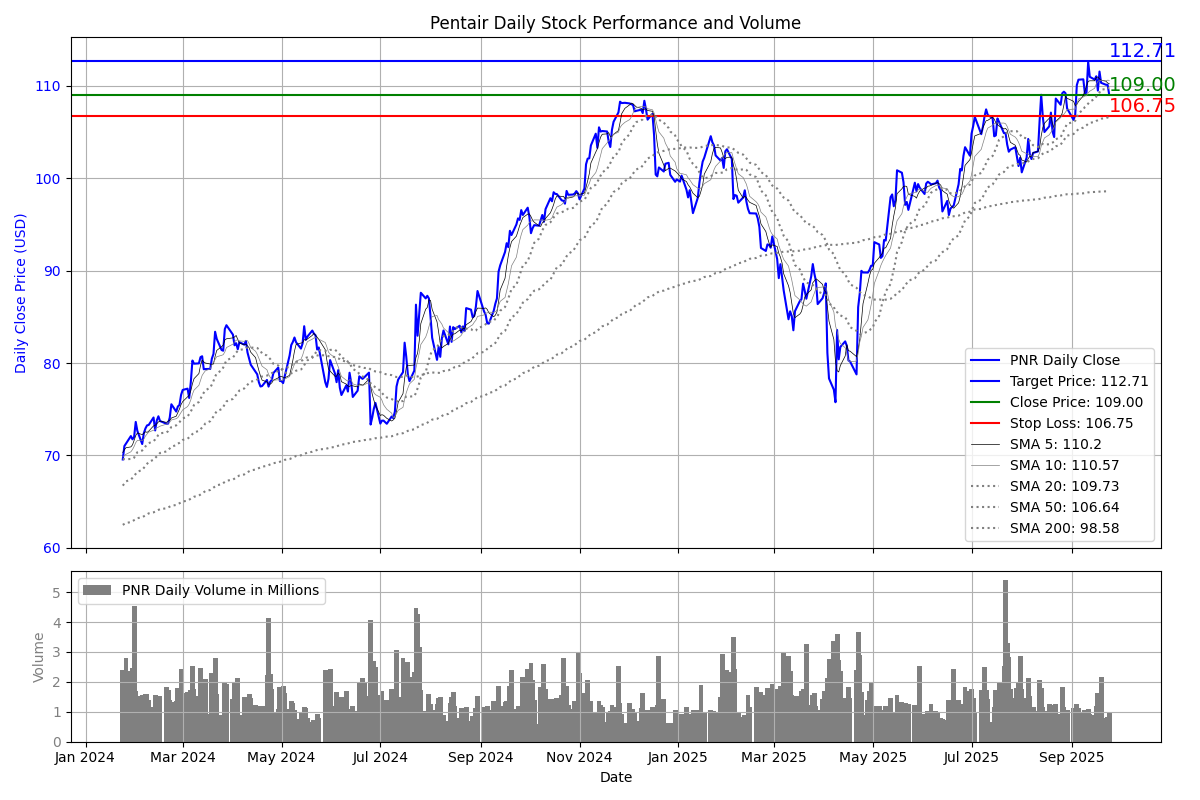 Pentair Daily Stock Performance and Volume
112.71
109.00
106.75
110
100
90
80
70
60
Daily Close Price (USD)
PNR Daily Close
Target Price: 112.71
Close Price: 109.00
Stop Loss: 106.75
SMA 5: 110.2
SMA 10: 110.57
SMA 20: 109.73
SMA 50: 106.64
SMA 200: 98.58
PNR Daily Volume in Millions
5
4
3
2
1
0
Volume
Jan 2024
Mar 2024
May 2024
Jul 2024
Sep 2024
Nov 2024
Jan 2025
Mar 2025
May 2025
Jul 2025
Sep 2025
Date